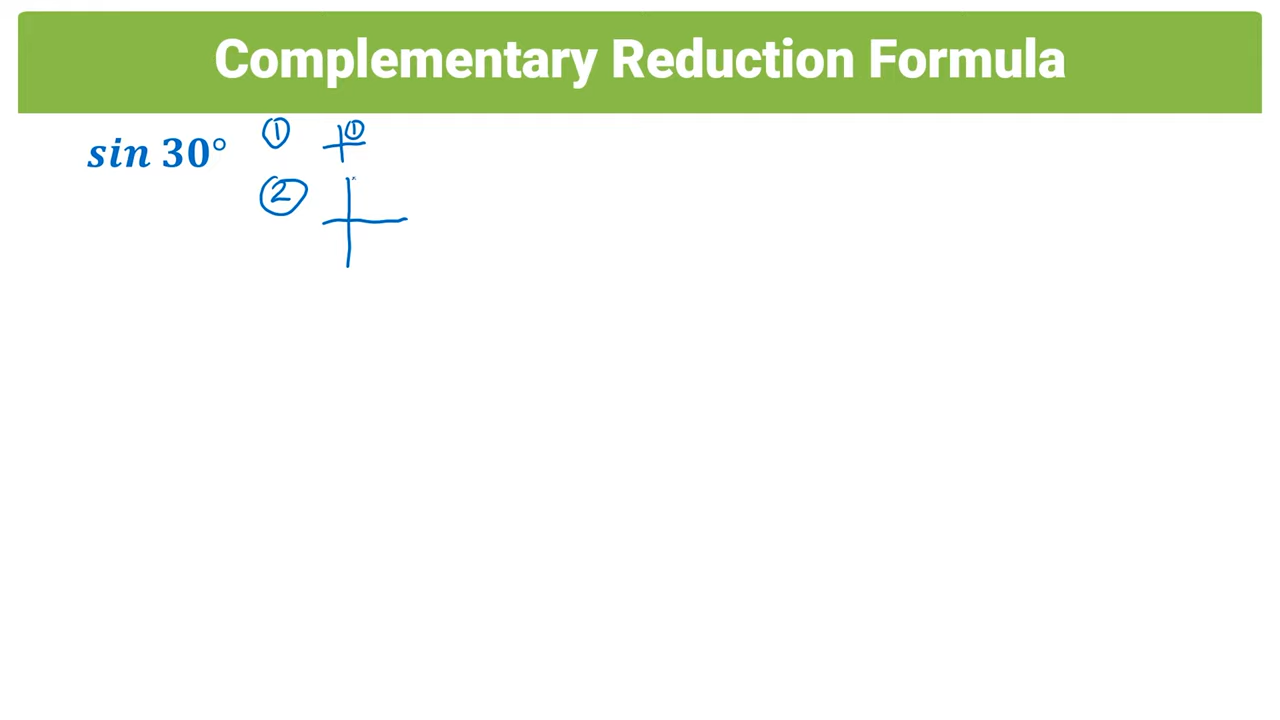 Complementary Reduction Formula
sin 30° ① ①
②